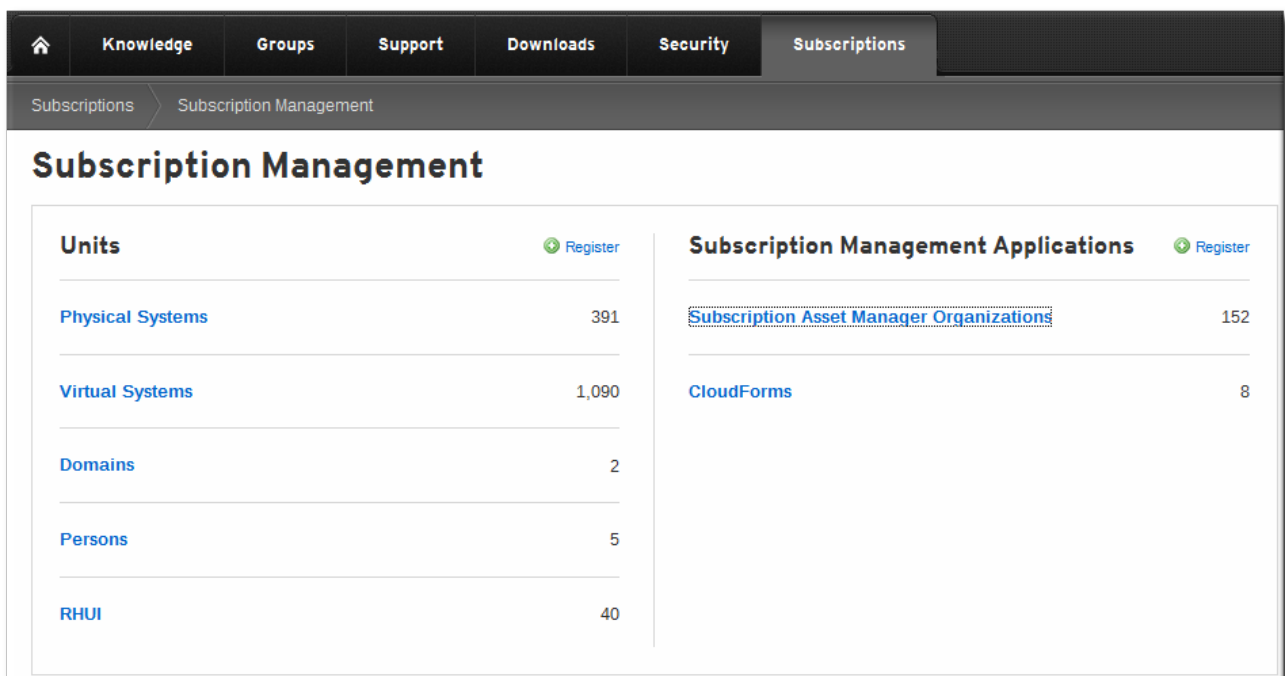 Knowledge Groups Support Downloads Security Subscriptions
Subscriptions Subscription Management
Subscription Management
Units Register
Physical Systems 391
Virtual Systems 1,090
Domains 2
Persons 5
RHUI 40
Subscription Management Applications Register
Subscription Asset Manager Organizations 152
CloudForms 8